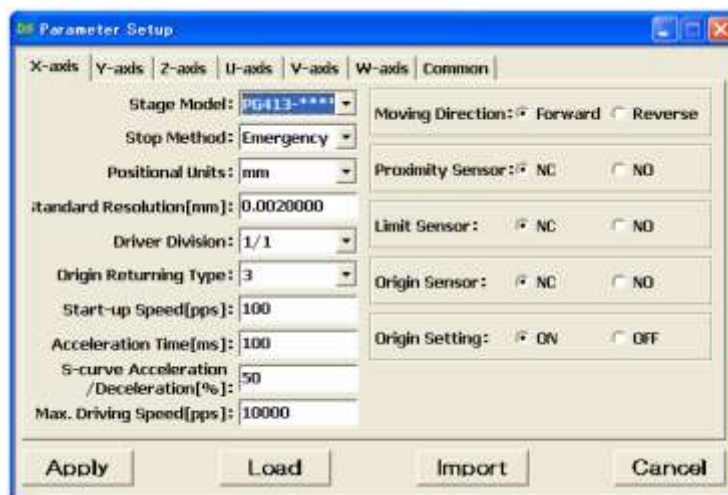 Parameter Setup
X-axis Y-axis Z-axis U-axis V-axis W-axis Common
Stage Model: PG413-****
Stop Method: Emergency
Positional Units: mm
tandard Resolution[mm]: 0.0020000
Driver Division: 1/1
Origin Returning Type: 3
Start-up Speed[pps]: 100
Acceleration Time[ms]: 100
S-curve Acceleration
/Deceleration[%]: 50
Max. Driving Speed[pps]: 10000
Moving Direction: Forward Reverse
Proximity Sensor: NC NO
Limit Sensor: NC NO
Origin Sensor: NC NO
Origin Setting: ON OFF
Apply Load Import Cancel